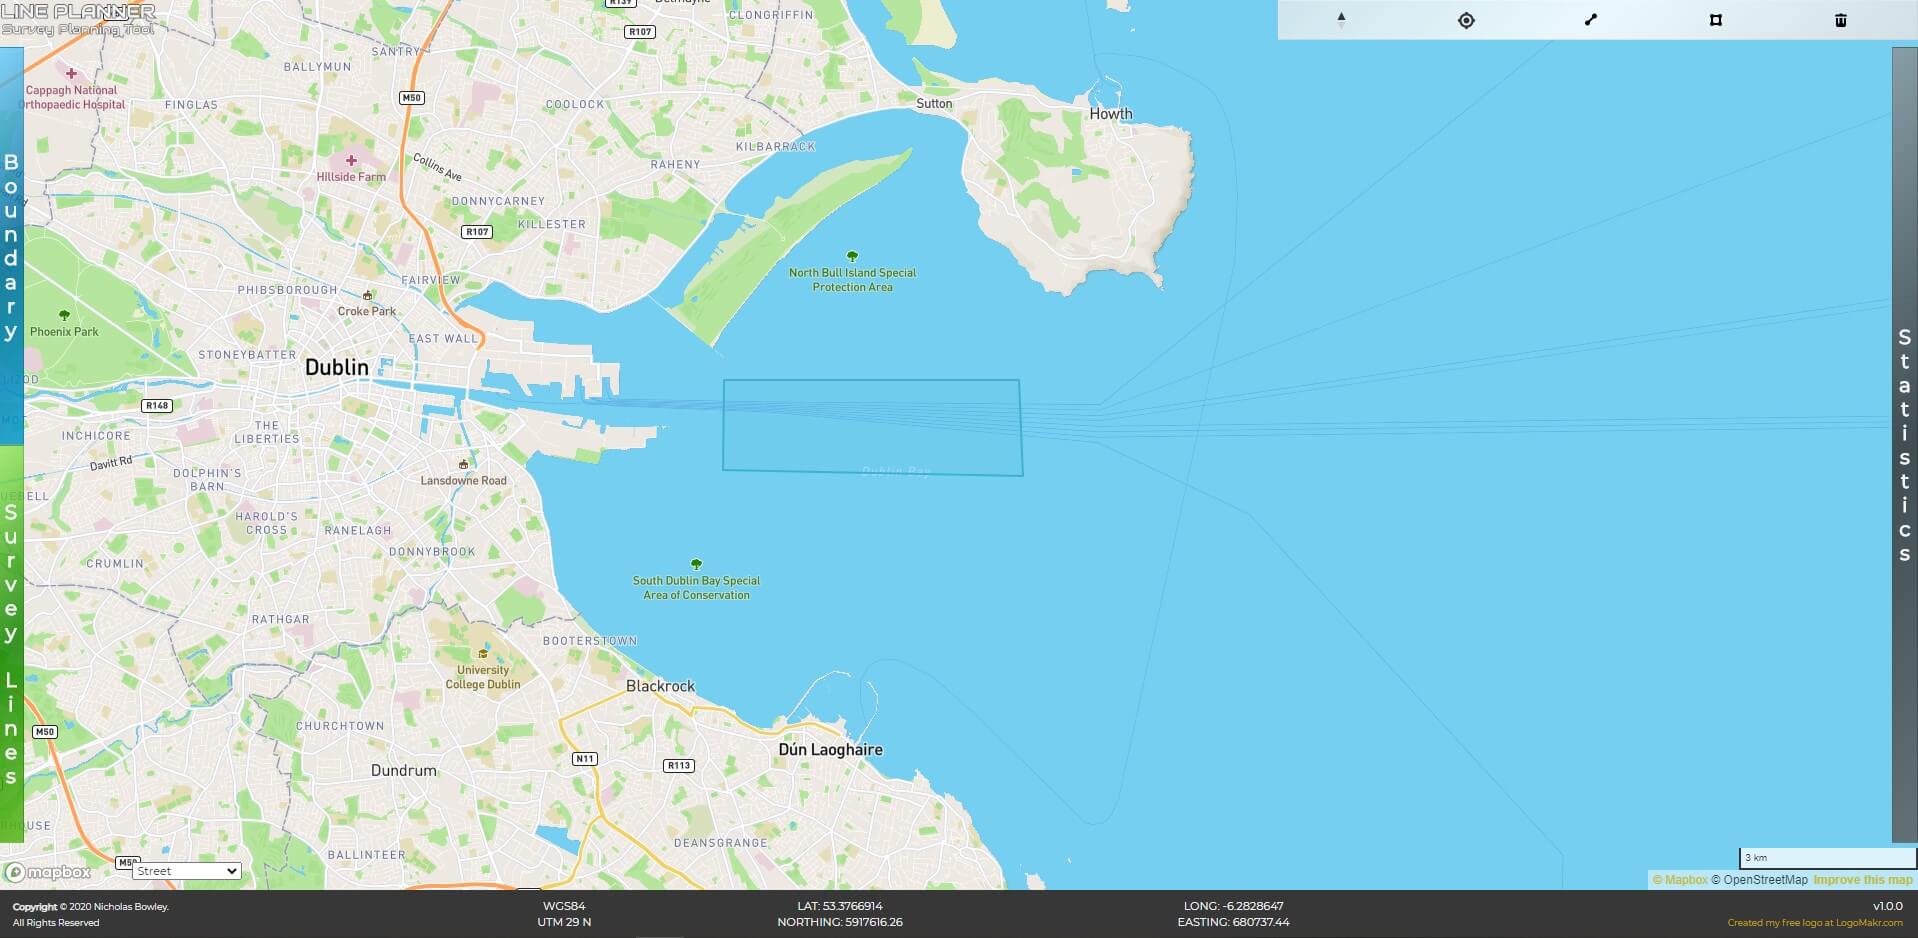 LINE PLANNER
Survey Planning Tool
R139
CLONGRIFFIN
R107
SANTRY
BALLYMUN
Cappagh National
Orthopaedic Hospital
FINGLAS
M50
COOLOCK
Sutton
Howth
KILBARRACK
RAHENY
Collins Ave
Hillside Farm
DONNYCARNEY
KILLESTER
R107
North Bull Island Special
Protection Area
FAIRVIEW
PHIBSBOROUGH
Croke Park
Phoenix Park
EAST WALL
STONEYBATTER
Dublin
R148
THE
LIBERTIES
INCHICORE
Davitt Rd
DOLPHIN'S
BARN
Lansdowne Road
Dublin Bay
HAROLD'S
CROSS
RANELAGH
DONNYBROOK
CRUMLIN
South Dublin Bay Special
Area of Conservation
RATHGAR
BOOTERSTOWN
University
College Dublin
Blackrock
CHURCHTOWN
M50
Dún Laoghaire
N11
R113
Dundrum
DEANSGRANGE
BALLINTEER
M50
Boundary
Survey Lines
Statistics
mapbox
Street
3 km
© Mapbox © OpenStreetMap Improve this map
Copyright © 2020 Nicholas Bowley.
All Rights Reserved
WGS84
UTM 29 N
LAT: 53.3766914
NORTHING: 5917616.26
LONG: -6.2828647
EASTING: 680737.44
v1.0.0
Created my free logo at LogoMakr.com